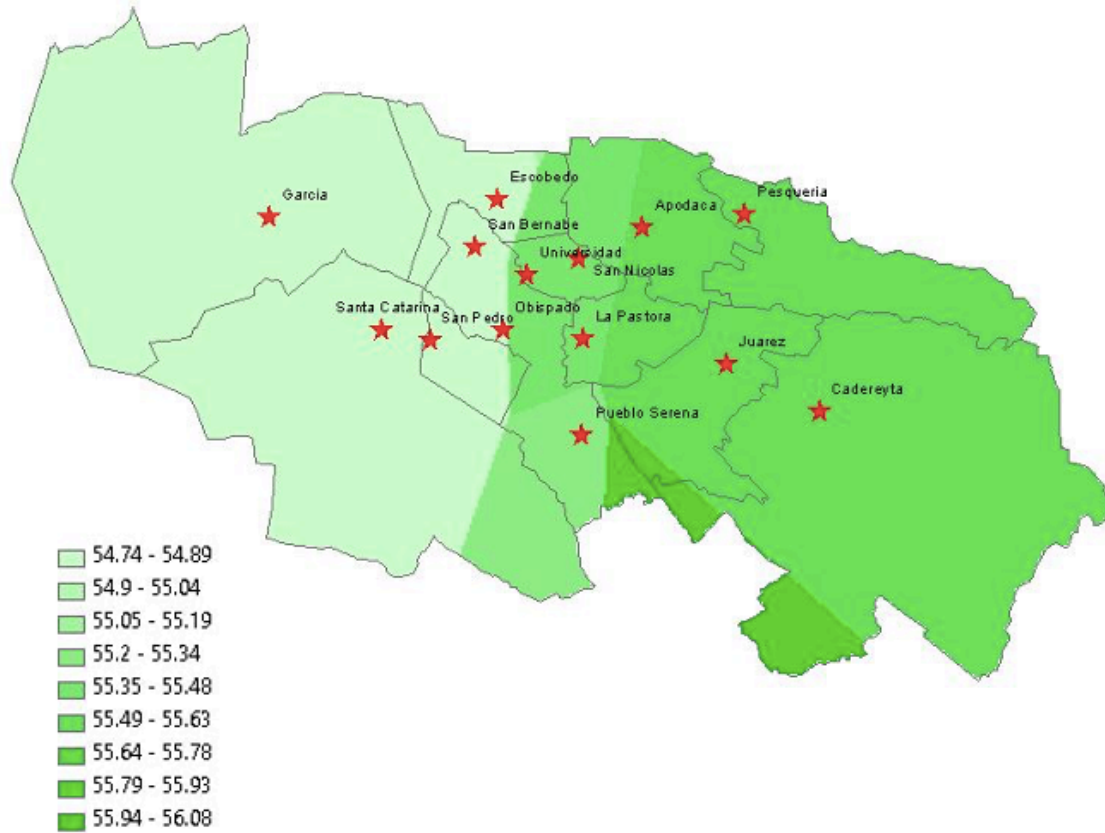 Escobedo
Garcia
Pesqueria
Apodaca
San Bernabe
Universidad
San Nicolas
Santa Catarina
San Pedro
Obispado
La Pastora
Juarez
Cadereyta
Pueblo Serena
54.74 - 54.89
54.9 - 55.04
55.05 - 55.19
55.2 - 55.34
55.35 - 55.48
55.49 - 55.63
55.64 - 55.78
55.79 - 55.93
55.94 - 56.08